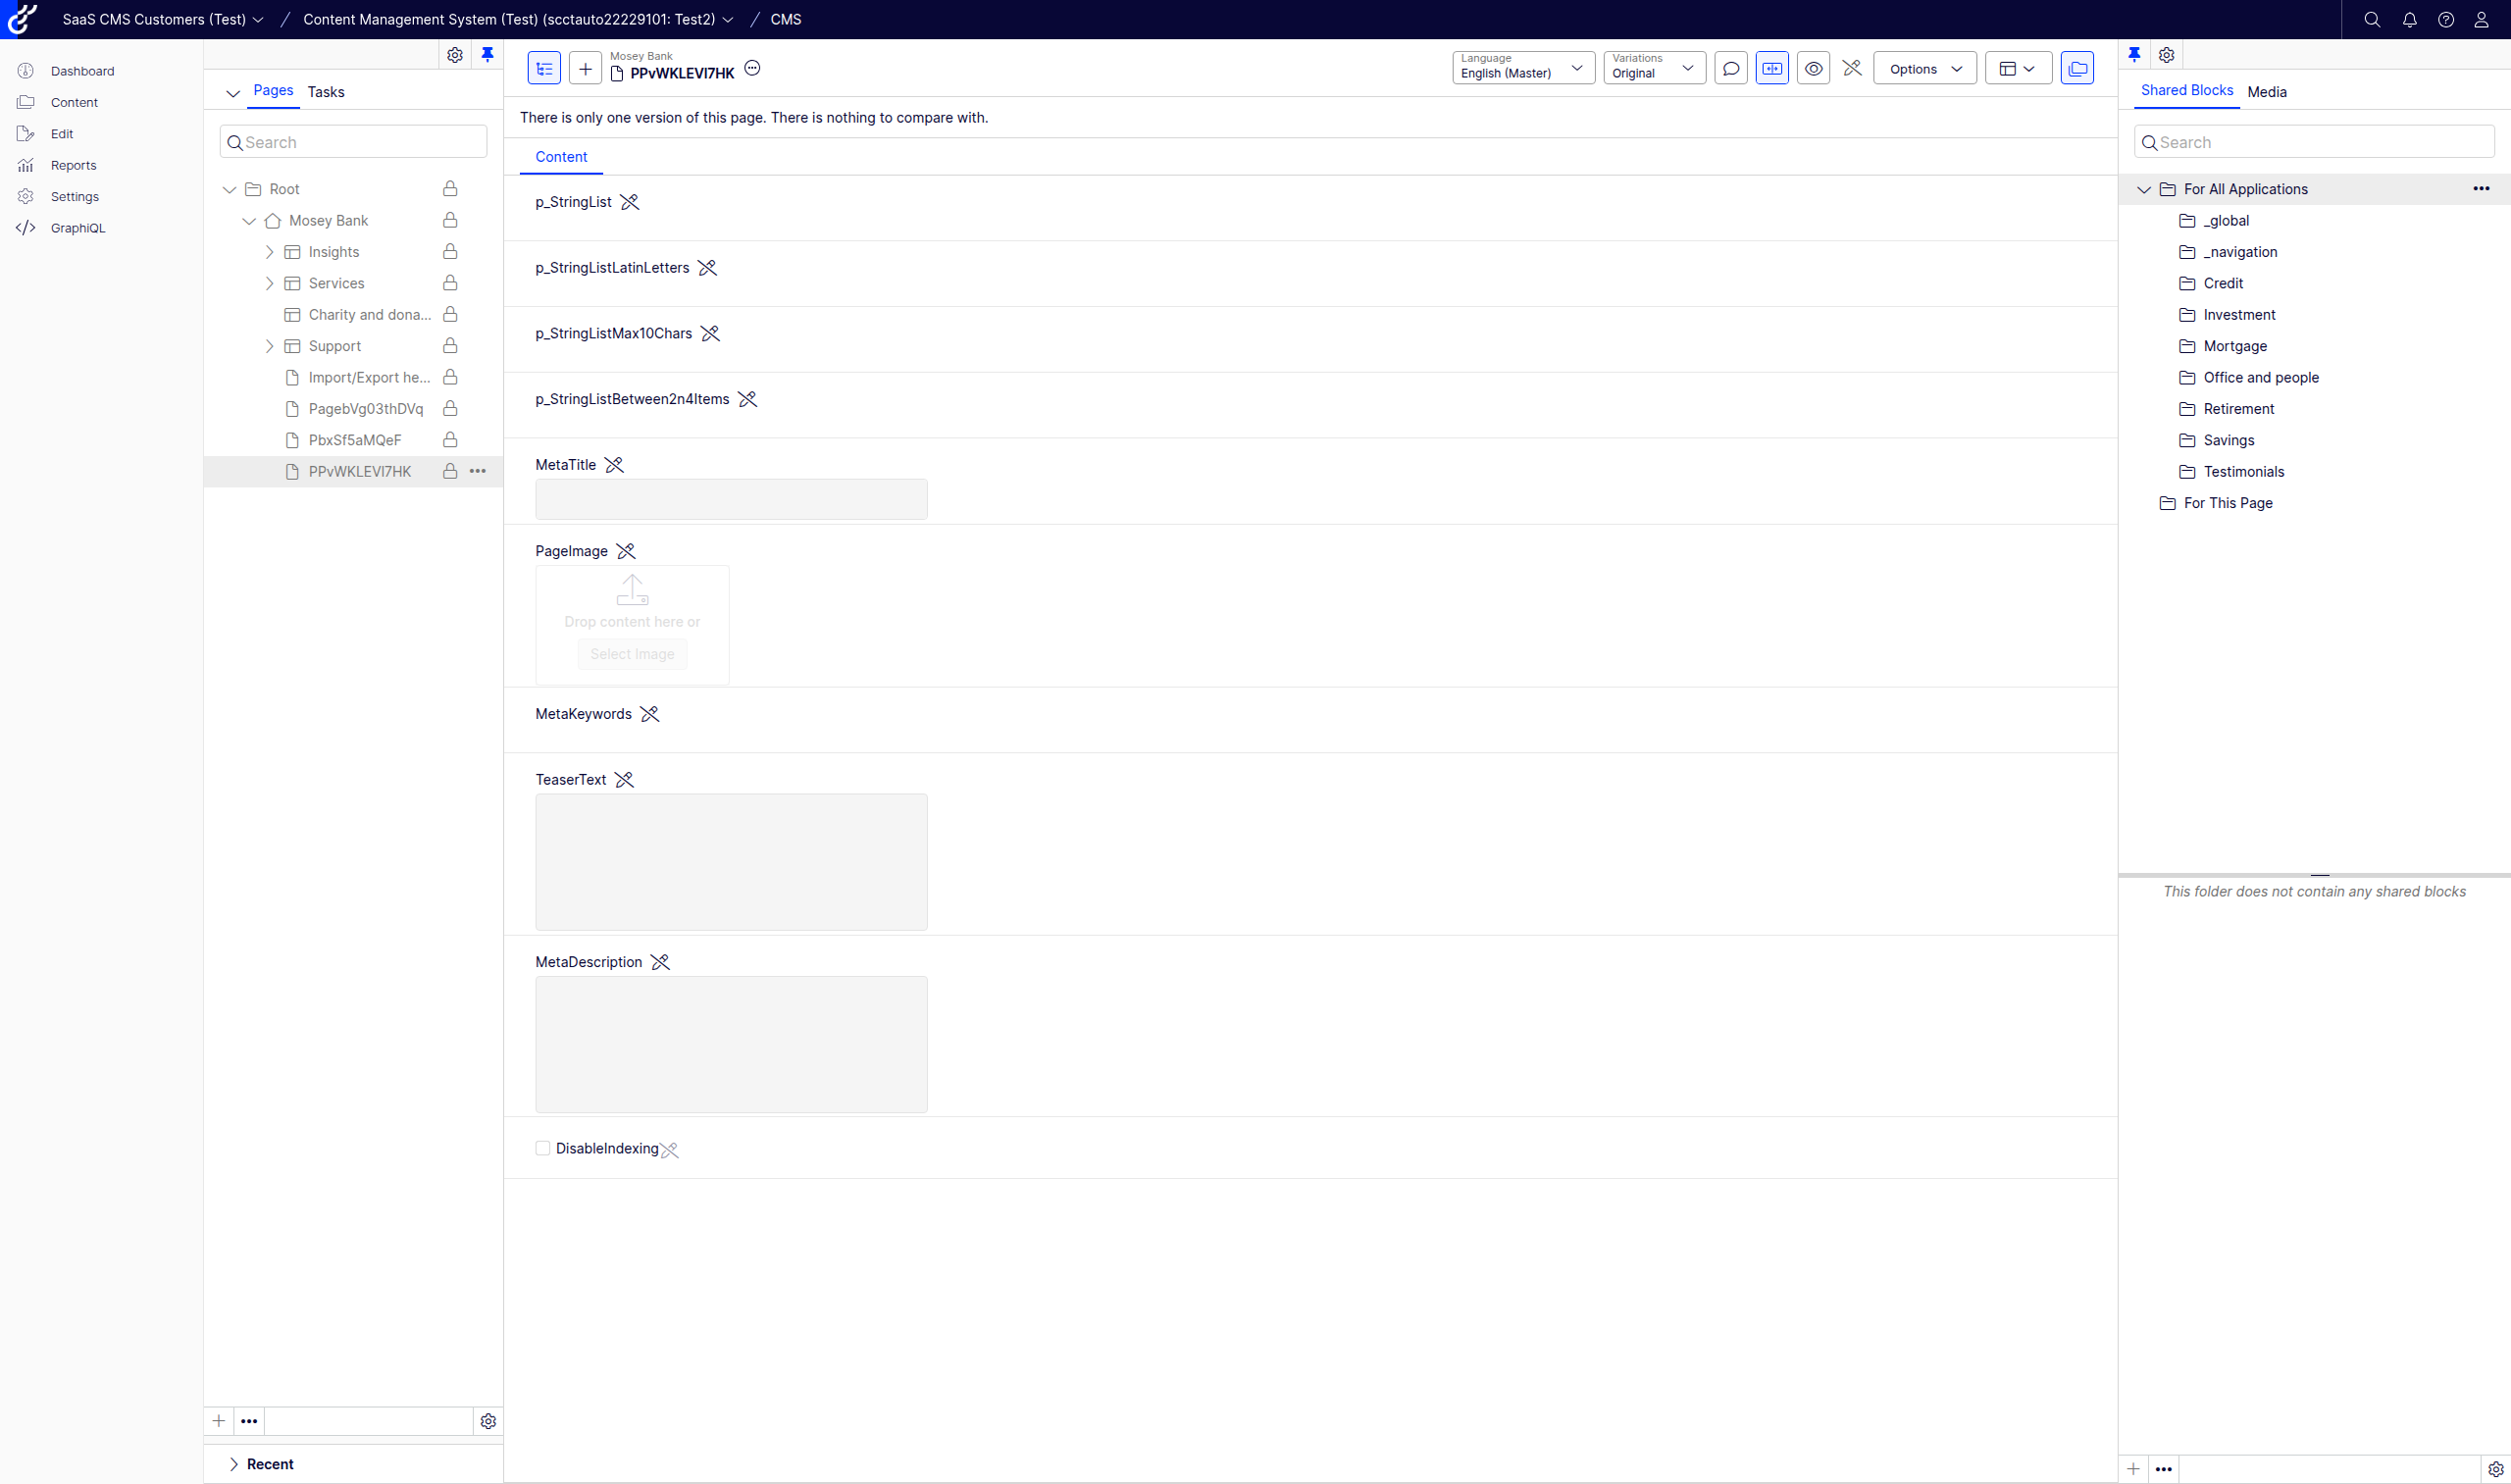 SaaS CMS Customers (Test) / Content Management System (Test) (scctauto22229101: Test2) / CMS
Dashboard
Content
Edit
Reports
Settings
GraphiQL
Pages Tasks
Search
Root
Mosey Bank
Insights
Services
Charity and dona...
Support
Import/Export he...
PagebVg03thDVq
PbxSf5aMQeF
PPvWKLEVI7HK
Recent
Mosey Bank
PPvWKLEVI7HK
Language
English (Master)
Variations
Original
Options
There is only one version of this page. There is nothing to compare with.
Content
p_StringList
p_StringListLatinLetters
p_StringListMax10Chars
p_StringListBetween2n4Items
MetaTitle
PageImage
Drop content here or
Select Image
MetaKeywords
TeaserText
MetaDescription
DisableIndexing
Shared Blocks Media
Search
For All Applications
_global
_navigation
Credit
Investment
Mortgage
Office and people
Retirement
Savings
Testimonials
For This Page
This folder does not contain any shared blocks